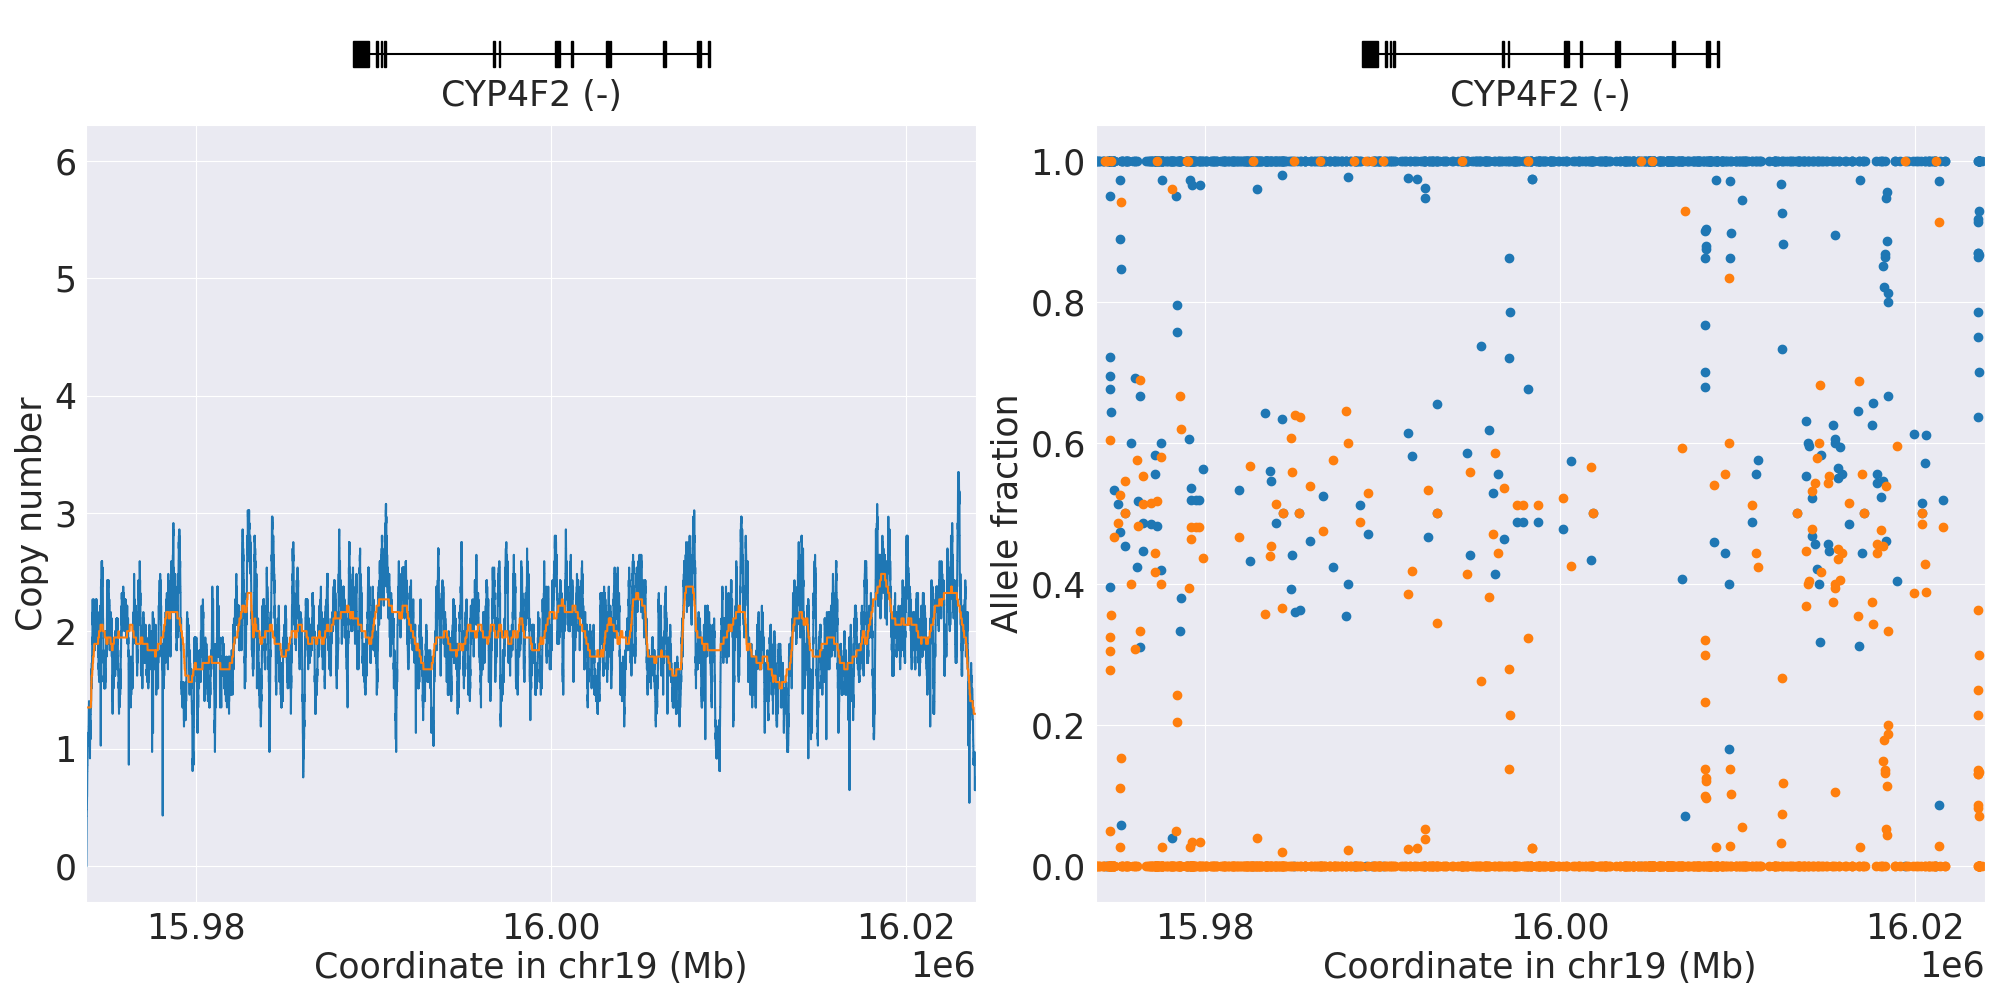 CYP4F2 (-)
6
5
4
3
2
1
0
Copy number
15.98 16.00 16.02
Coordinate in chr19 (Mb) 1e6
CYP4F2 (-)
1.0
0.8
0.6
0.4
0.2
0.0
Allele fraction
15.98 16.00 16.02
Coordinate in chr19 (Mb) 1e6